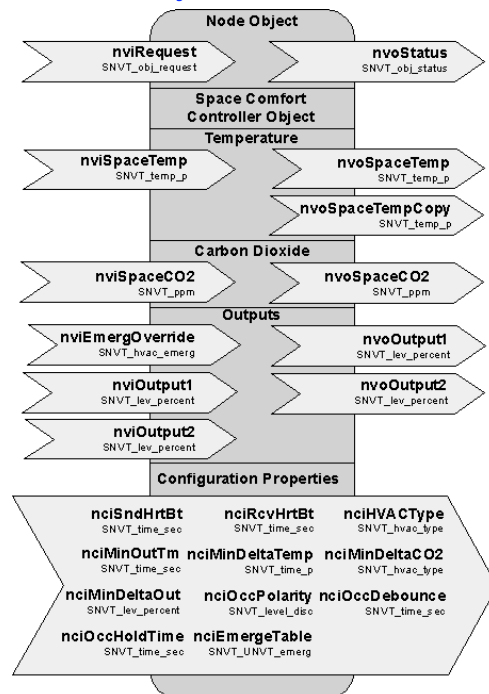 Node Object
nviRequest nvoStatus
SNVT_obj_request SNVT_obj_status
Space Comfort
Controller Object
Temperature
nviSpaceTemp nvoSpaceTemp
SNVT_temp_p SNVT_temp_p
nvoSpaceTempCopy
SNVT_temp_p
Carbon Dioxide
nviSpaceCO2 nvoSpaceCO2
SNVT_ppm SNVT_ppm
Outputs
nviEmergOverride nvoOutput1
SNVT_hvac_emerg SNVT_lev_percent
nviOutput1 nvoOutput2
SNVT_lev_percent SNVT_lev_percent
nviOutput2
SNVT_lev_percent
Configuration Properties
nciSndHrtBt nciRcvHrtBt nciHVACType
SNVT_time_sec SNVT_time_sec SNVT_hvac_type
nciMinOutTm nciMinDeltaTemp nciMinDeltaCO2
SNVT_time_sec SNVT_time_p SNVT_hvac_type
nciMinDeltaOut nciOccPolarity nciOccDebounce
SNVT_lev_percent SNVT_level_disc SNVT_time_sec
nciOccHoldTime nciEmergeTable
SNVT_time_sec SNVT_UNVT_emerg